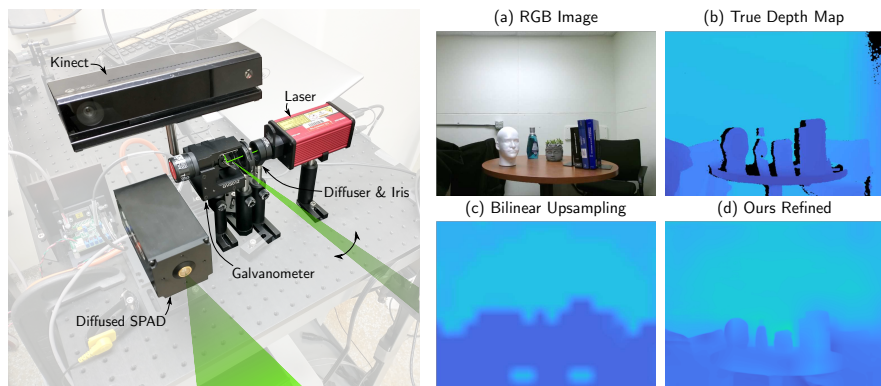 Kinect
Laser
Diffuser & Iris
Galvanometer
Diffused SPAD
(a) RGB Image
(b) True Depth Map
(c) Bilinear Upsampling
(d) Ours Refined